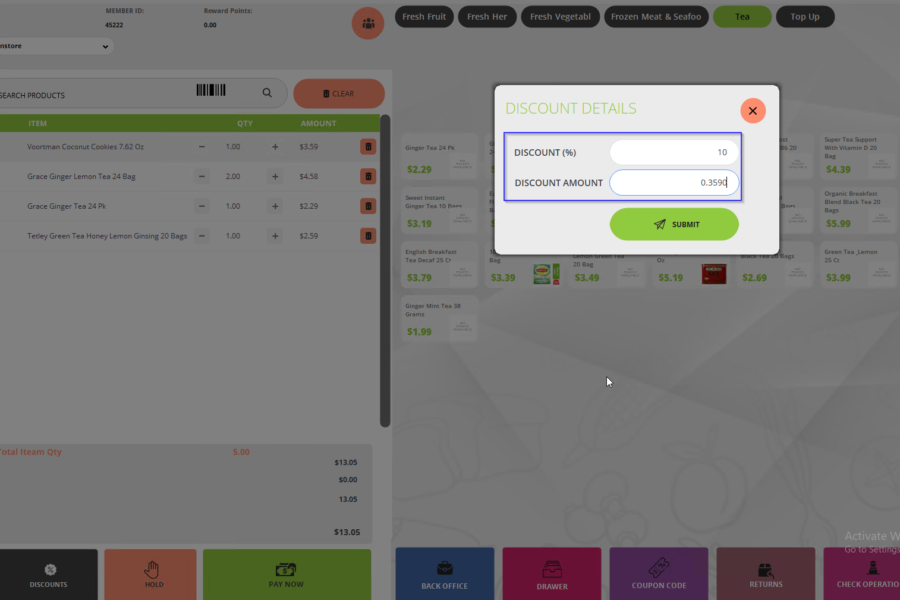 MEMBER ID:
Reward Points:
45222
0.00
nstore
Fresh Fruit
Fresh Her
Fresh Vegetabl
Frozen Meat & Seafoo
Tea
Top Up
SEARCH PRODUCTS
CLEAR
ITEM QTY AMOUNT
Voortman Coconut Cookies 7.62 Oz − 1.00 + $3.59
Grace Ginger Lemon Tea 24 Bag − 2.00 + $4.58
Grace Ginger Tea 24 Pk − 1.00 + $2.29
Tetley Green Tea Honey Lemon Ginsing 20 Bags − 1.00 + $2.59
Total Iteam Qty 5.00
$13.05
$0.00
13.05
$13.05
DISCOUNTS
HOLD
PAY NOW
DISCOUNT DETAILS
DISCOUNT (%) 10
DISCOUNT AMOUNT 0.3590
SUBMIT
Ginger Tea 24 Pk
$2.29
Super Tea Support
With Vitamin D 20
Bag
$4.39
Sweet Instant
Ginger Tea 10 Bags
$3.19
Organic Breakfast
Blend Black Tea 20
Bags
$5.99
English Breakfast
Tea Decaf 25 Ct
$3.79
Bag
$3.39
Lemon Green Tea
20 Bag
$3.49
Oz
$5.19
Black Tea 20 Bags
$2.69
Green Tea ,Lemon
25 Ct
$3.99
Ginger Mint Tea 38
Grams
$1.99
Activate W
Go to Settings
BACK OFFICE
DRAWER
COUPON CODE
RETURNS
CHECK OPERATIO